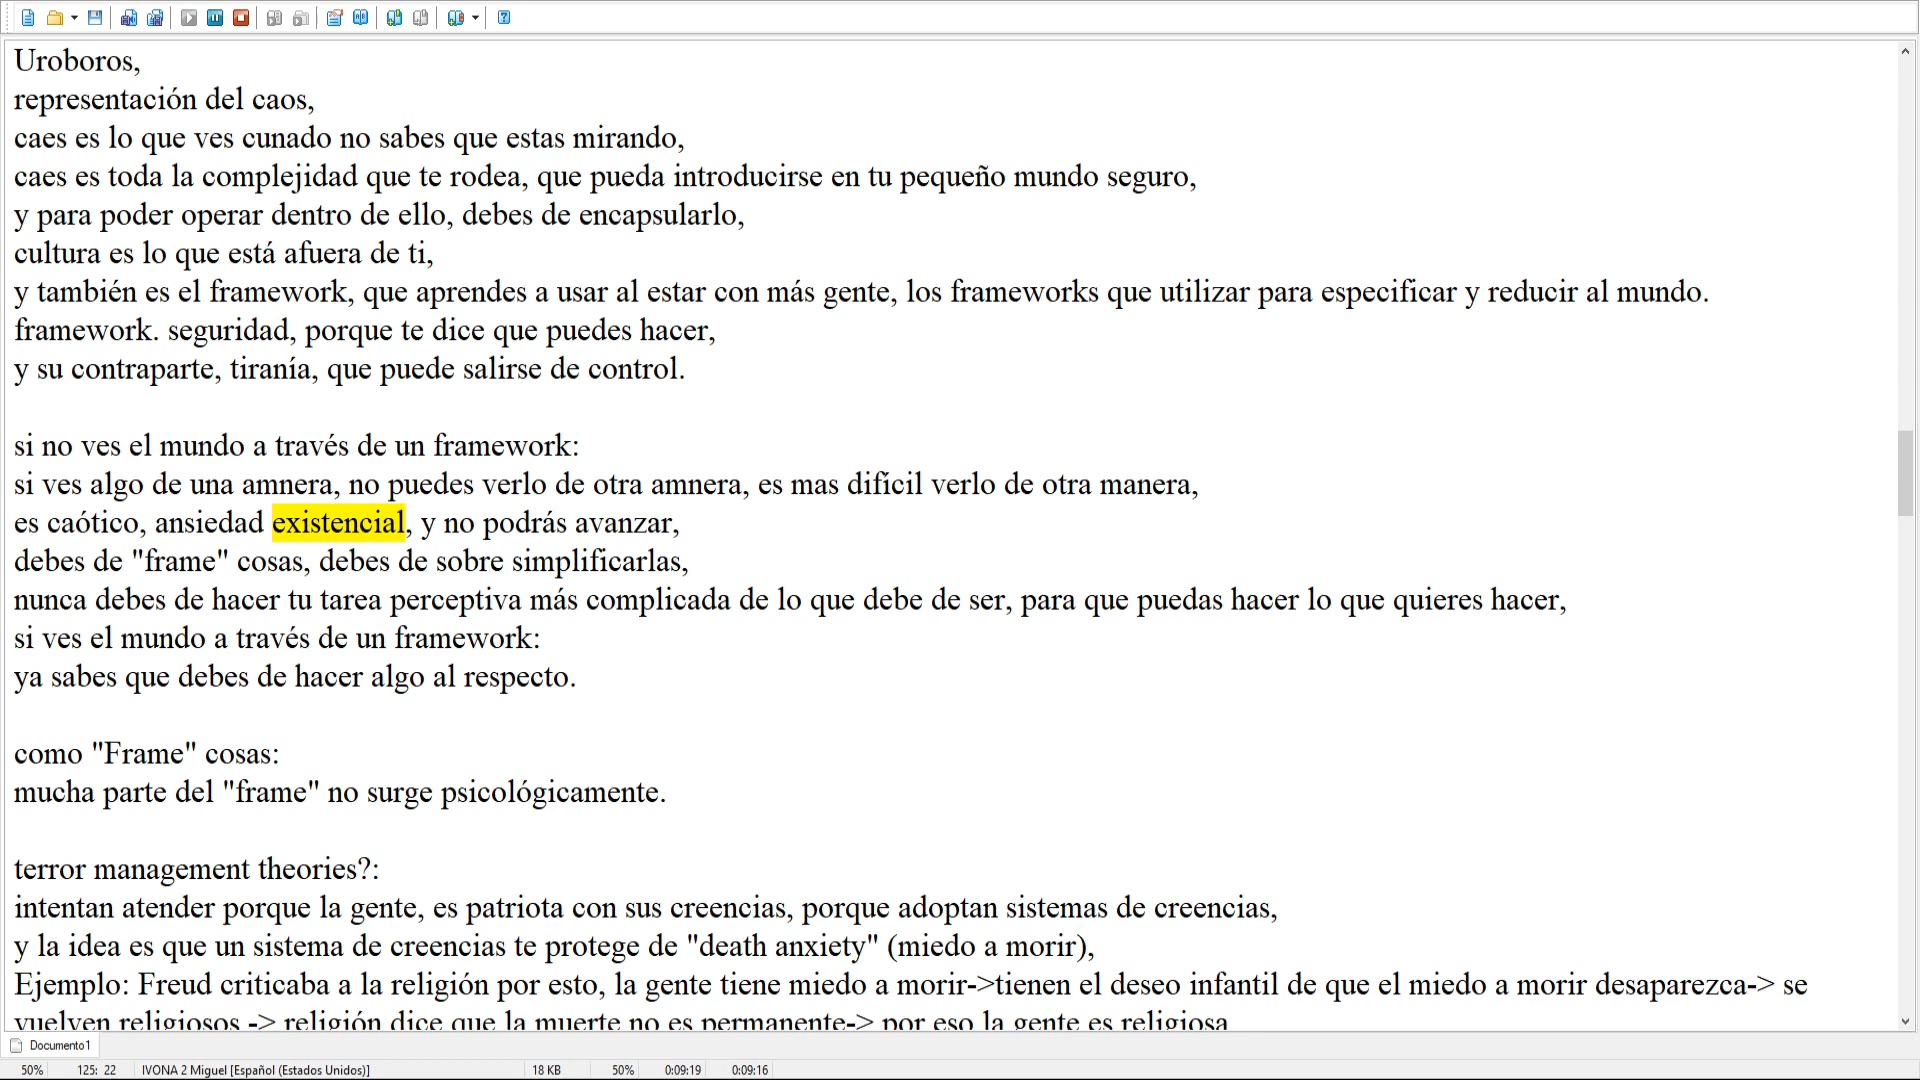 Uroboros,
representación del caos,
caes es lo que ves cunado no sabes que estas mirando,
caes es toda la complejidad que te rodea, que pueda introducirse en tu pequeño mundo seguro,
y para poder operar dentro de ello, debes de encapsularlo,
cultura es lo que está afuera de ti,
y también es el framework, que aprendes a usar al estar con más gente, los frameworks que utilizar para especificar y reducir al mundo.
framework. seguridad, porque te dice que puedes hacer,
y su contraparte, tiranía, que puede salirse de control.
si no ves el mundo a través de un framework:
si ves algo de una amnera, no puedes verlo de otra amnera, es mas difícil verlo de otra manera,
es caótico, ansiedad existencial, y no podrás avanzar,
debes de "frame" cosas, debes de sobre simplificarlas,
nunca debes de hacer tu tarea perceptiva más complicada de lo que debe de ser, para que puedas hacer lo que quieres hacer,
si ves el mundo a través de un framework:
ya sabes que debes de hacer algo al respecto.
como "Frame" cosas:
mucha parte del "frame" no surge psicológicamente.
terror management theories?:
intentan atender porque la gente, es patriota con sus creencias, porque adoptan sistemas de creencias,
y la idea es que un sistema de creencias te protege de "death anxiety" (miedo a morir),
Ejemplo: Freud criticaba a la religión por esto, la gente tiene miedo a morir->tienen el deseo infantil de que el miedo a morir desaparezca-> se
vuelven religiosos -> religión dice que la muerte no es permanente-> por eso la gente es religiosa
Documento1
50% 125: 22 IVONA 2 Miguel [Español (Estados Unidos)] 18 KB 50% 0:09:19 0:09:16